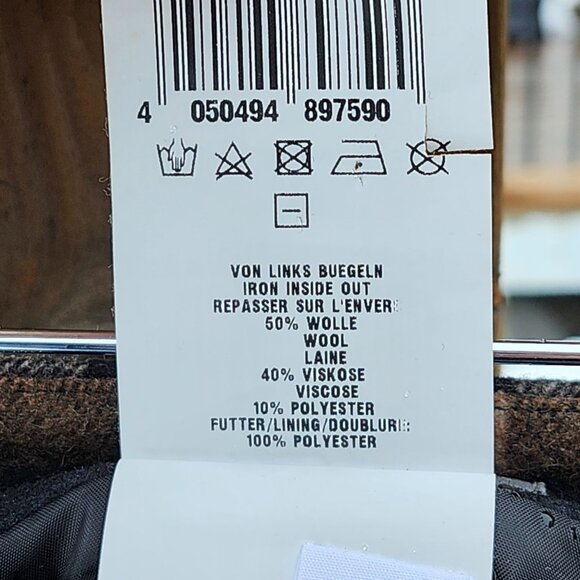 4 050494 897590
VON LINKS BUEGELN
IRON INSIDE OUT
REPASSER SUR L'ENVER
50% WOLLE
WOOL
LAINE
40% VISKOSE
VISCOSE
10% POLYESTER
FUTTER/LINING/DOUBLURE
100% POLYESTER